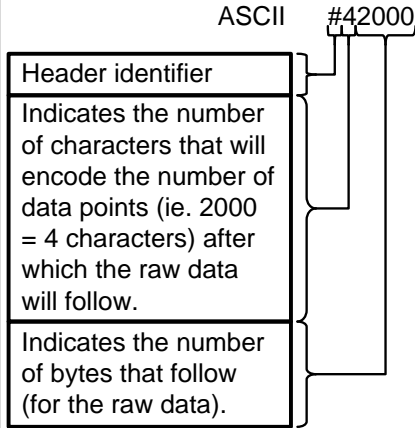 ASCII #42000
Header identifier
Indicates the number
of characters that will
encode the number of
data points (ie. 2000
= 4 characters) after
which the raw data
will follow.
Indicates the number
of bytes that follow
(for the raw data).